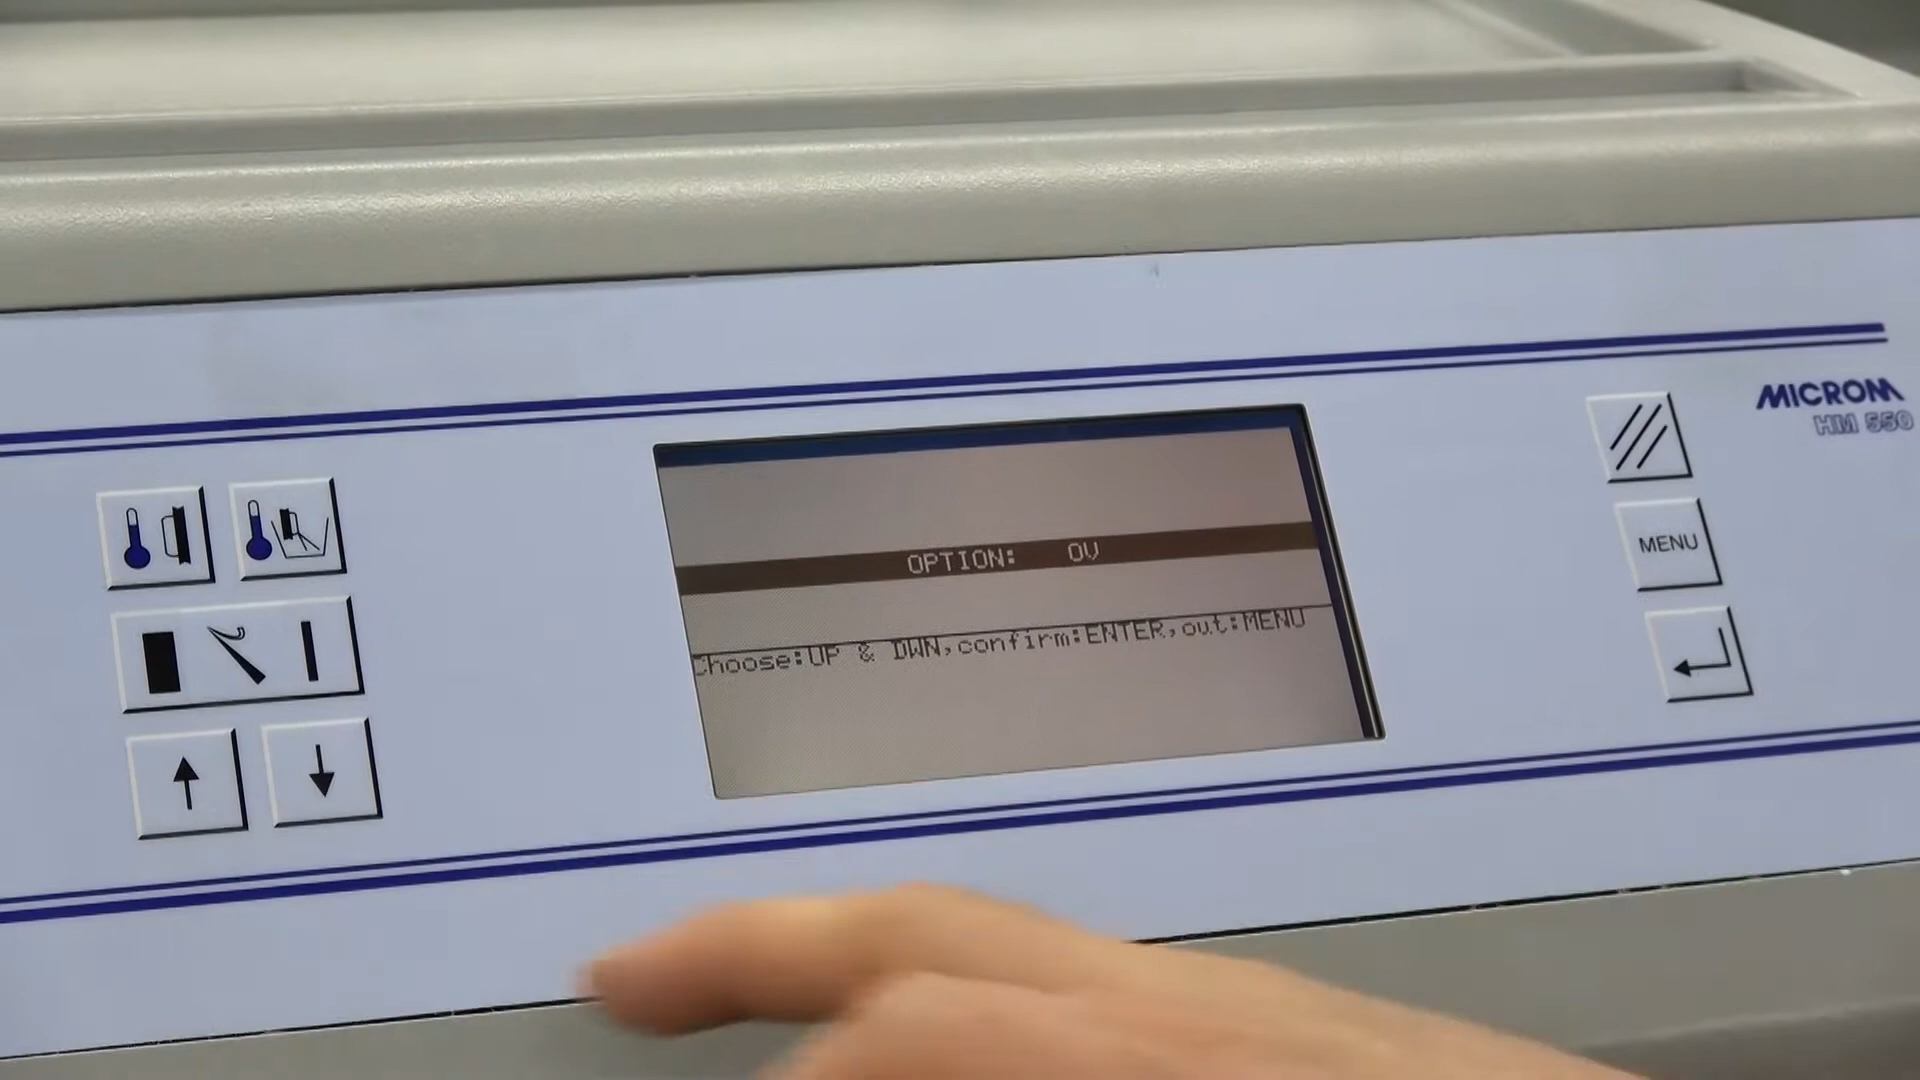 MICROM
HM 550
MENU
OPTION: OV
Choose:UP & DWN,confirm:ENTER,out:MENU